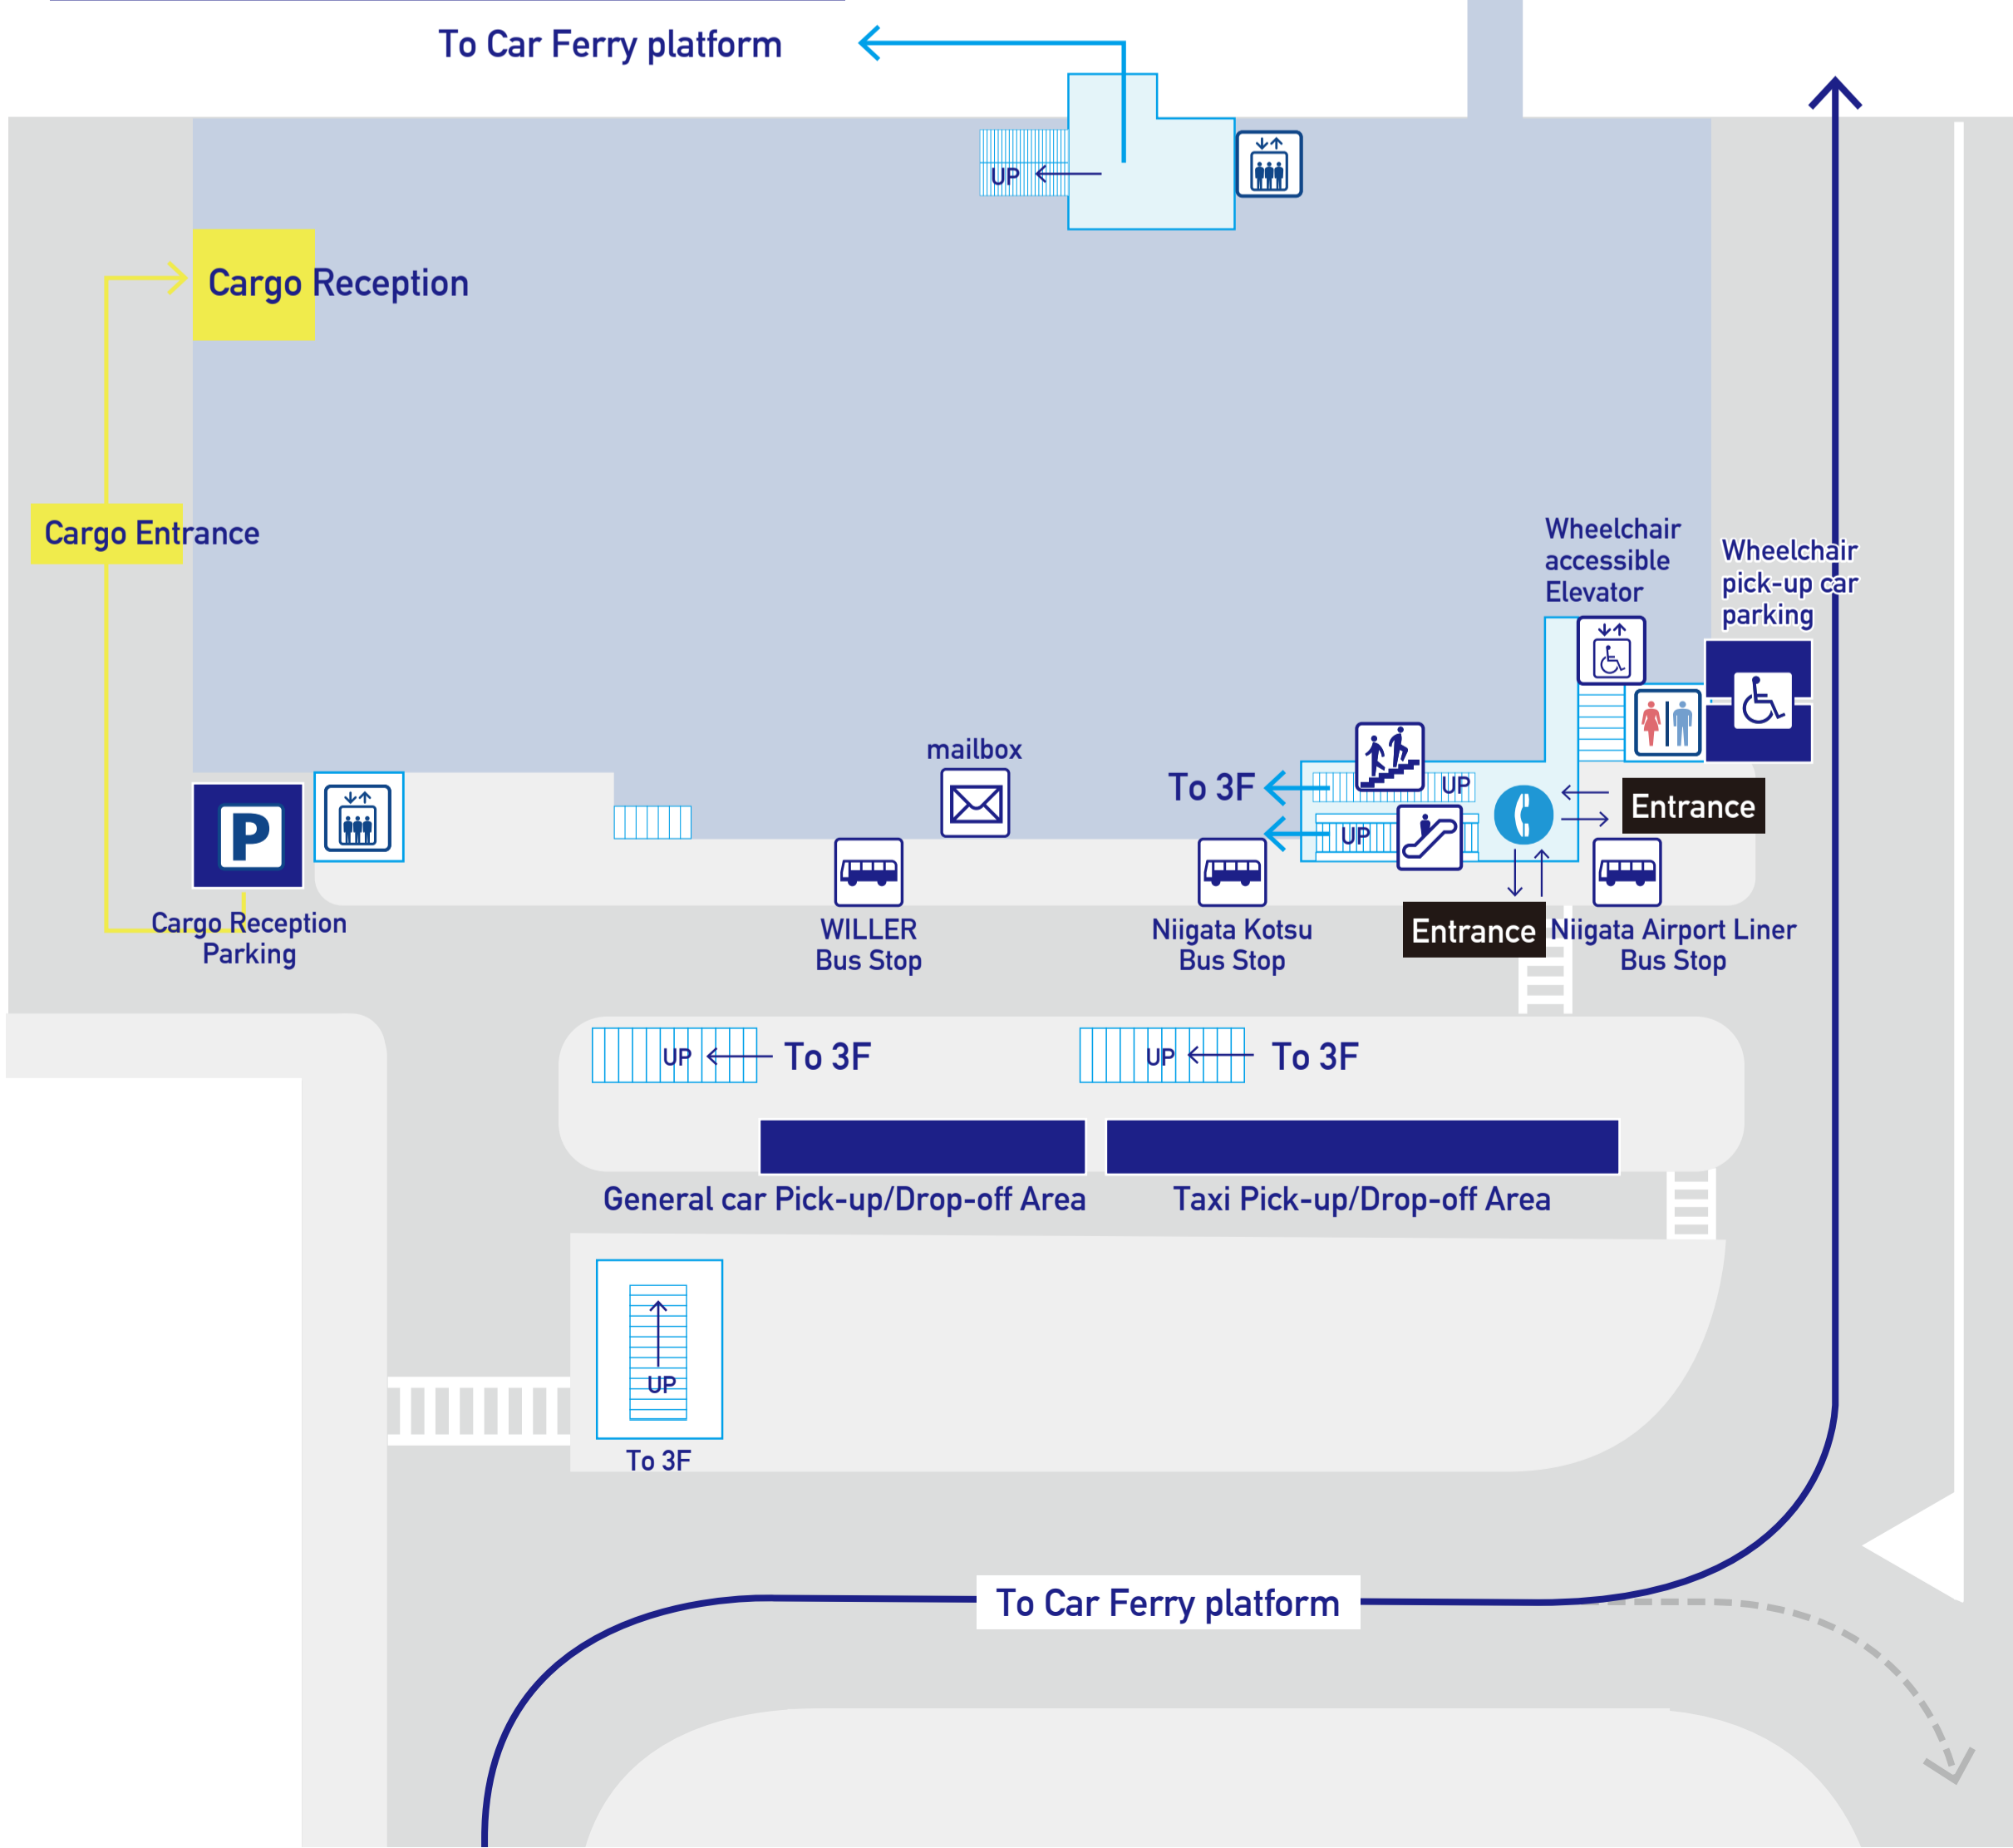 To Car Ferry platform
UP
Cargo Reception
Cargo Entrance
Wheelchair
accessible
Elevator
Wheelchair
pick-up car
parking
mailbox
To 3F
UP
UP
Entrance
P
Cargo Reception
Parking
WILLER
Bus Stop
Niigata Kotsu
Bus Stop
Entrance
Niigata Airport Liner
Bus Stop
UP
To 3F
UP
To 3F
General car Pick-up/Drop-off Area
Taxi Pick-up/Drop-off Area
UP
To 3F
To Car Ferry platform